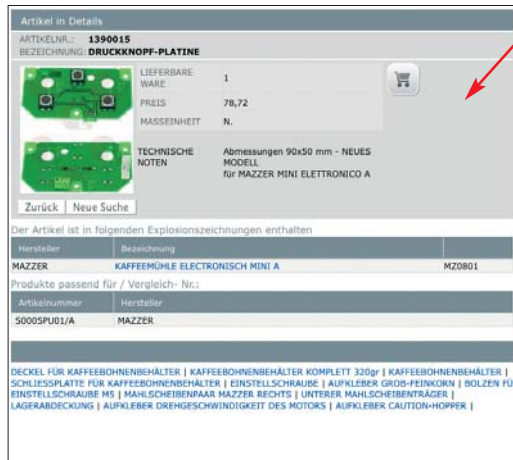 Artikel in Details
ARTIKELNR.: 1390015
BEZEICHNUNG: DRUCKKNOPF-PLATINE
LIEFERBARE WARE 1
PREIS 78,72
MASSEINHEIT N.
TECHNISCHE NOTEN Abmessungen 90x50 mm - NEUES MODELL
für MAZZER MINI ELETTRONICO A
Zurück Neue Suche
Der Artikel ist in folgenden Explosionszeichnungen enthalten
Hersteller Bezeichnung
MAZZER KAFFEEMÜHLE ELECTRONISCH MINI A MZ0801
Produkte passend für / Vergleich- Nr.:
Artikelnummer Hersteller
S000SPU01/A MAZZER
DECKEL FÜR KAFFEEBOHNENBEHÄLTER | KAFFEEBOHNENBEHÄLTER KOMPLETT 320gr | KAFFEEBOHNENBEHÄLTER |
SCHLIESSPLATTE FÜR KAFFEEBOHNENBEHÄLTER | EINSTELLSCHRAUBE | AUFKLEBER GROB-FEINKORN | BOLZEN FÜ
EINSTELLSCHRAUBE M5 | MAHLSCHEIBENPAAR MAZZER RECHTS | UNTERER MAHLSCHEIBENTRÄGER |
LAGERABDECKUNG | AUFKLEBER DREHGESCHWINDIGKEIT DES MOTORS | AUFKLEBER CAUTION-HOPPER |